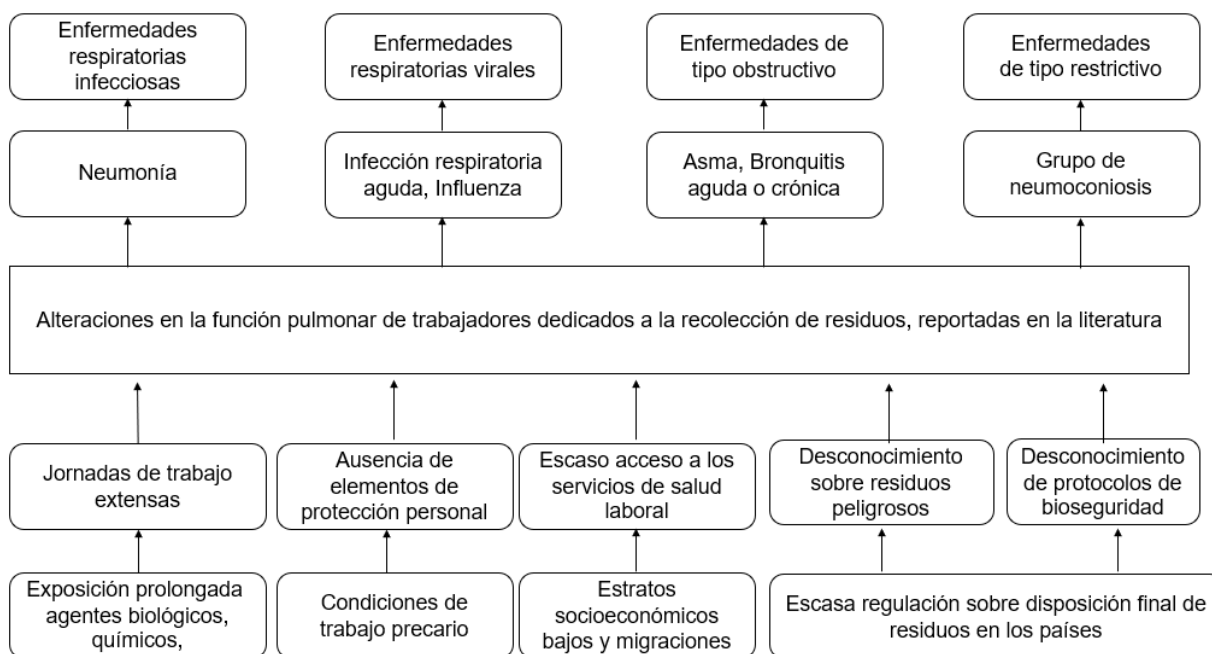 Enfermedades
respiratorias
infecciosas
Enfermedades
respiratorias virales
Enfermedades de
tipo obstructivo
Enfermedades
de tipo restrictivo
Neumonía
Infección respiratoria
aguda, Influenza
Asma, Bronquitis
aguda o crónica
Grupo de
neumoconiosis
Alteraciones en la función pulmonar de trabajadores dedicados a la recolección de residuos, reportadas en la literatura
Jornadas de trabajo
extensas
Ausencia de
elementos de
protección personal
Escaso acceso a los
servicios de salud
laboral
Desconocimiento
sobre residuos
peligrosos
Desconocimiento
de protocolos de
bioseguridad
Exposición prolongada
agentes biológicos,
químicos,
Condiciones de
trabajo precario
Estratos
socioeconómicos
bajos y migraciones
Escasa regulación sobre disposición final de
residuos en los países